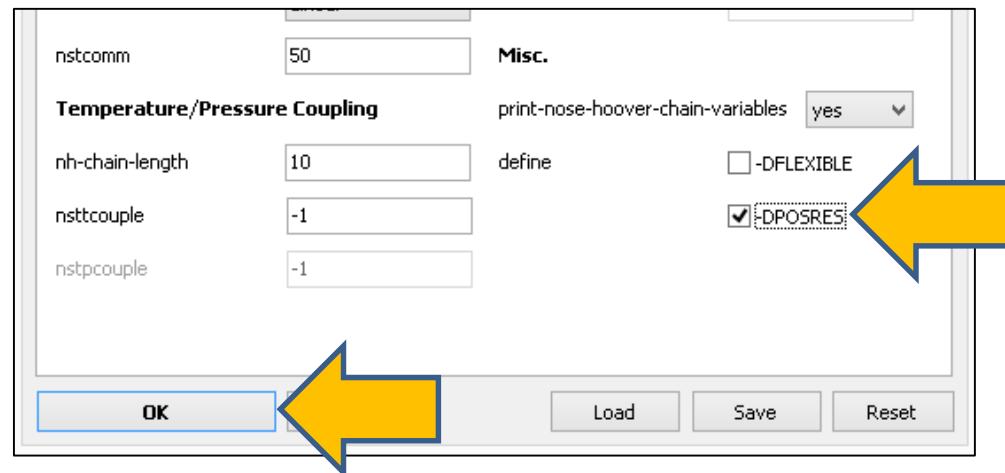 nstcomm 50 Misc.
Temperature/Pressure Coupling print-nose-hoover-chain-variables yes
nh-chain-length 10 define -DFLEXIBLE
nsttcouple -1 -DPOSRES
nstpcouple -1
OK Load Save Reset